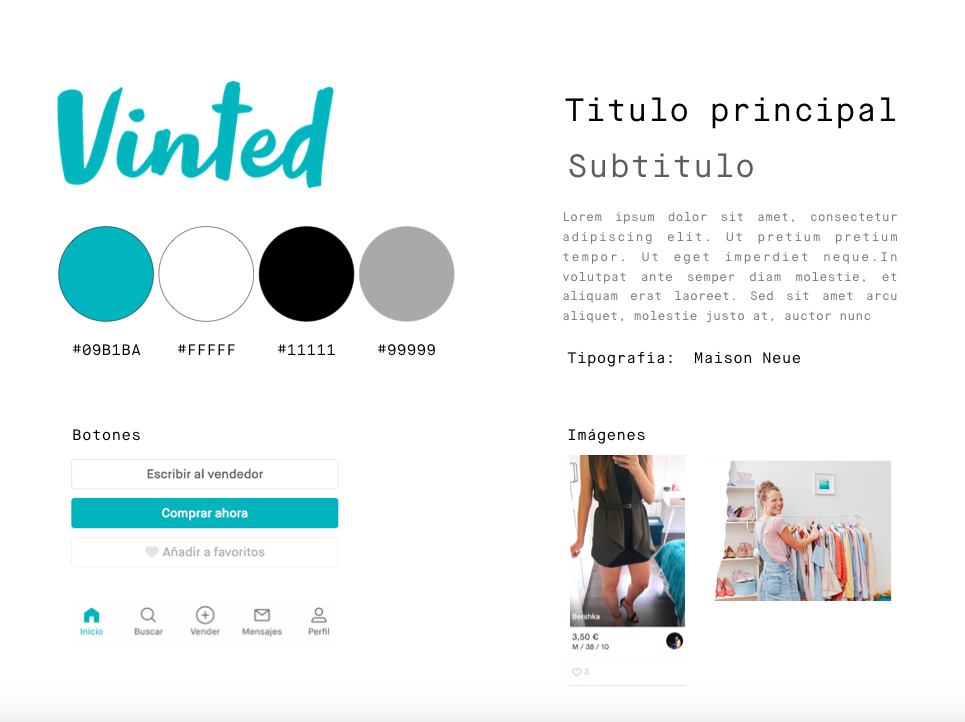 Vinted
#09B1BA
#FFFFF
#11111
#99999
Titulo principal
Subtitulo
Lorem ipsum dolor sit amet, consectetur
adipiscing elit. Ut pretium pretium
tempor. Ut eget imperdiet neque.In
volutpat ante semper diam molestie, et
aliquam erat laoreet. Sed sit amet arcu
aliquet, molestie justo at, auctor nunc
Tipografía: Maison Neue
Botones
Escribir al vendedor
Comprar ahora
Añadir a favoritos
Inicio
Buscar
Vender
Mensajes
Perfil
Imágenes
Bershka
3,50 €
M / 38 / 10
3